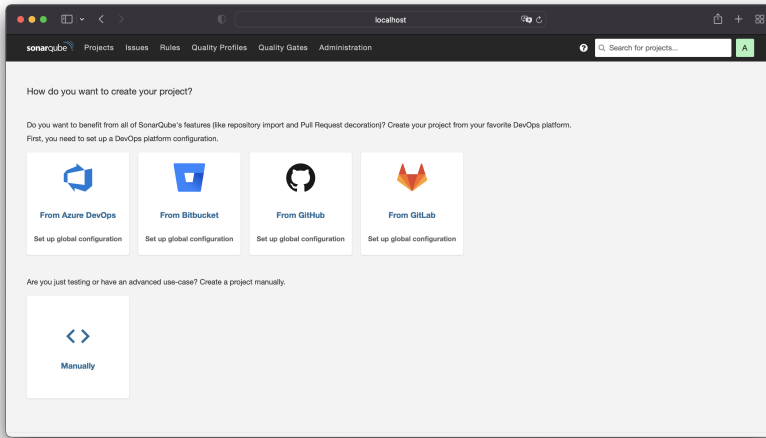 localhost
sonarqube Projects Issues Rules Quality Profiles Quality Gates Administration Search for projects... A
How do you want to create your project?
Do you want to benefit from all of SonarQube's features (like repository import and Pull Request decoration)? Create your project from your favorite DevOps platform.
First, you need to set up a DevOps platform configuration.
From Azure DevOps From Bitbucket From GitHub From GitLab
Set up global configuration Set up global configuration Set up global configuration Set up global configuration
Are you just testing or have an advanced use-case? Create a project manually.
Manually